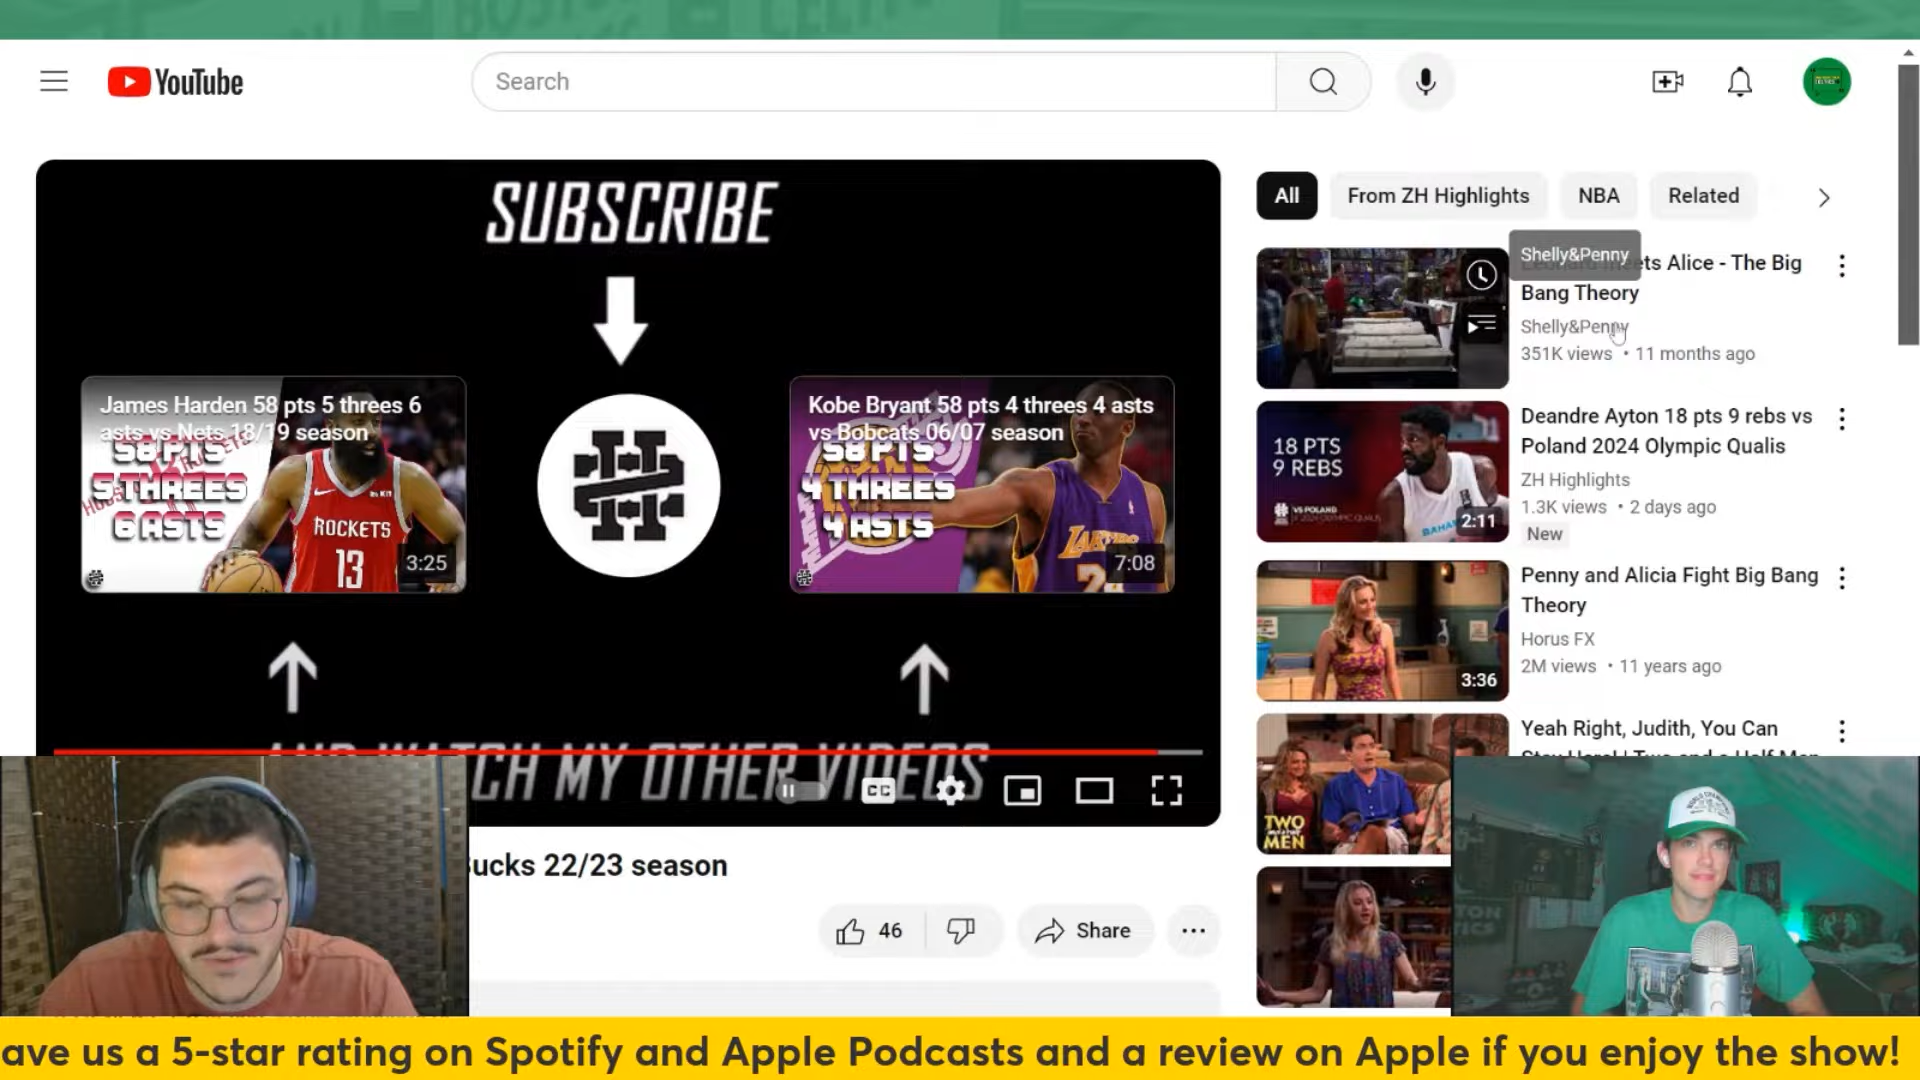 YouTube
Search
SUBSCRIBE
James Harden 58 pts 5 threes 6
asts vs Nets 18/19 season
58 PTS
5 THREES
6 ASTS
ROCKETS
13
3:25
Kobe Bryant 58 pts 4 threes 4 asts
vs Bobcats 06/07 season
58 PTS
4 THREES
4 ASTS
7:08
CH MY OTHER VIDEOS
CC
ucks 22/23 season
46
Share
All
From ZH Highlights
NBA
Related
Shelly&Penny
ts Alice - The Big
Bang Theory
Shelly&Penny
351K views • 11 months ago
18 PTS
9 REBS
VS POLAND
2:11
Deandre Ayton 18 pts 9 rebs vs
Poland 2024 Olympic Qualis
ZH Highlights
1.3K views • 2 days ago
New
3:36
Penny and Alicia Fight Big Bang
Theory
Horus FX
2M views • 11 years ago
Yeah Right, Judith, You Can
TWO
MEN
ave us a 5-star rating on Spotify and Apple Podcasts and a review on Apple if you enjoy the show!